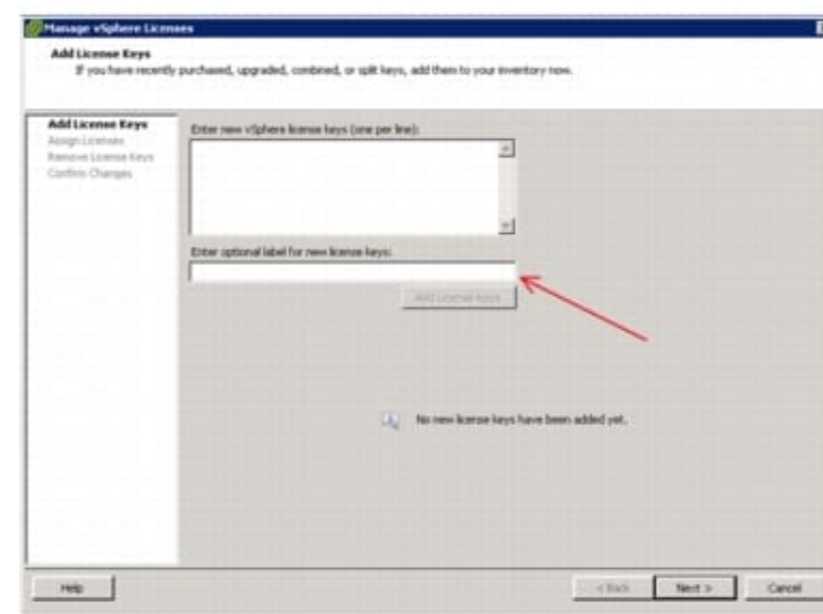 Manage vSphere Licenses
Add License Keys
If you have recently purchased, upgraded, combined, or split keys, add them to your inventory now.
Add License Keys
Assign Licenses
Remove License Keys
Confirm Changes
Enter new vSphere license keys (one per line):
Enter optional label for new license keys:
Add License Keys
No new license keys have been added yet.
Help
< Back
Next >
Cancel